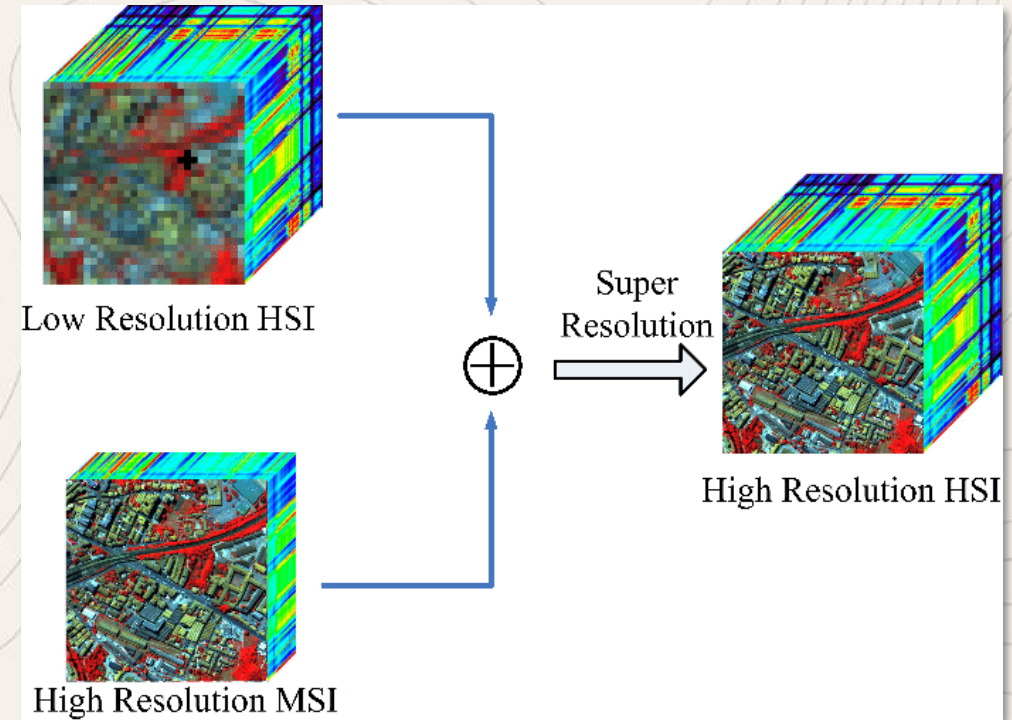 Low Resolution HSI
Super
Resolution
High Resolution HSI
High Resolution MSI